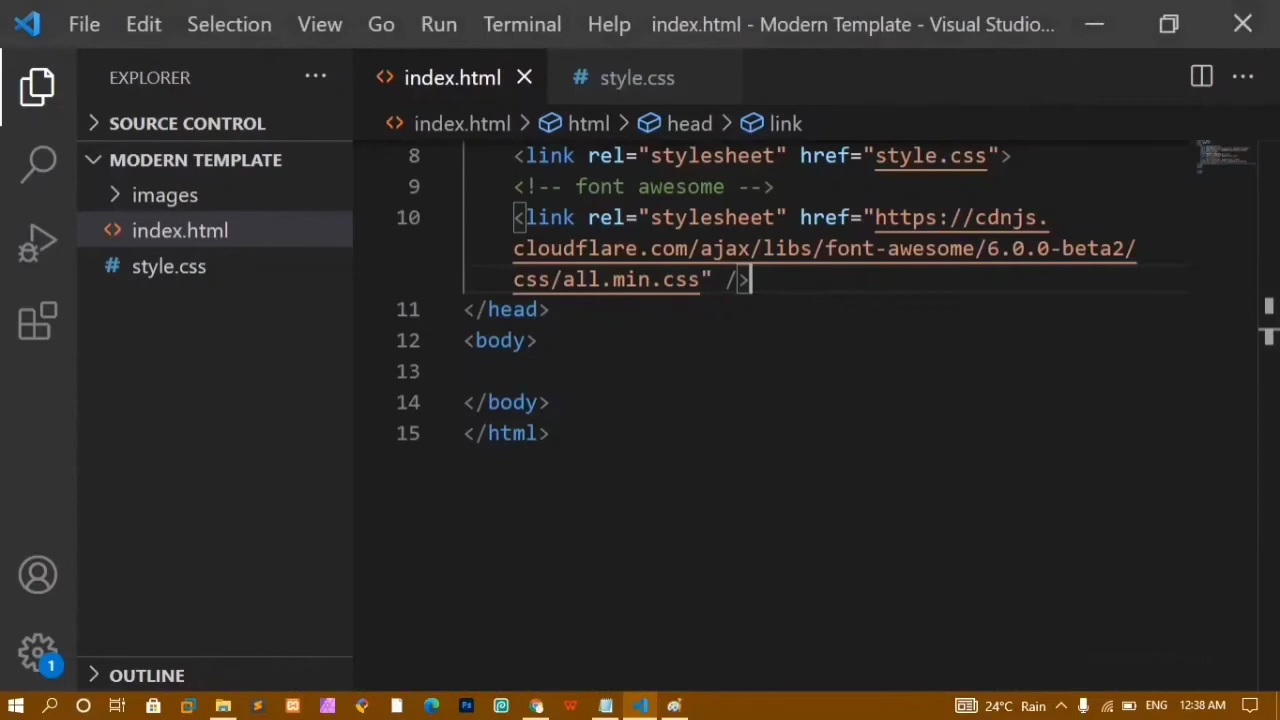 File Edit Selection View Go Run Terminal Help index.html - Modern Template - Visual Studio...
EXPLORER
SOURCE CONTROL
MODERN TEMPLATE
images
index.html
style.css
OUTLINE
1
index.html style.css
index.html html head link
8 <link rel="stylesheet" href="style.css">
9 <!-- font awesome -->
10 <link rel="stylesheet" href="https://cdnjs.
cloudflare.com/ajax/libs/font-awesome/6.0.0-beta2/
css/all.min.css" />
11 </head>
12 <body>
13
14 </body>
15 </html>
24°C Rain ENG 12:38 AM